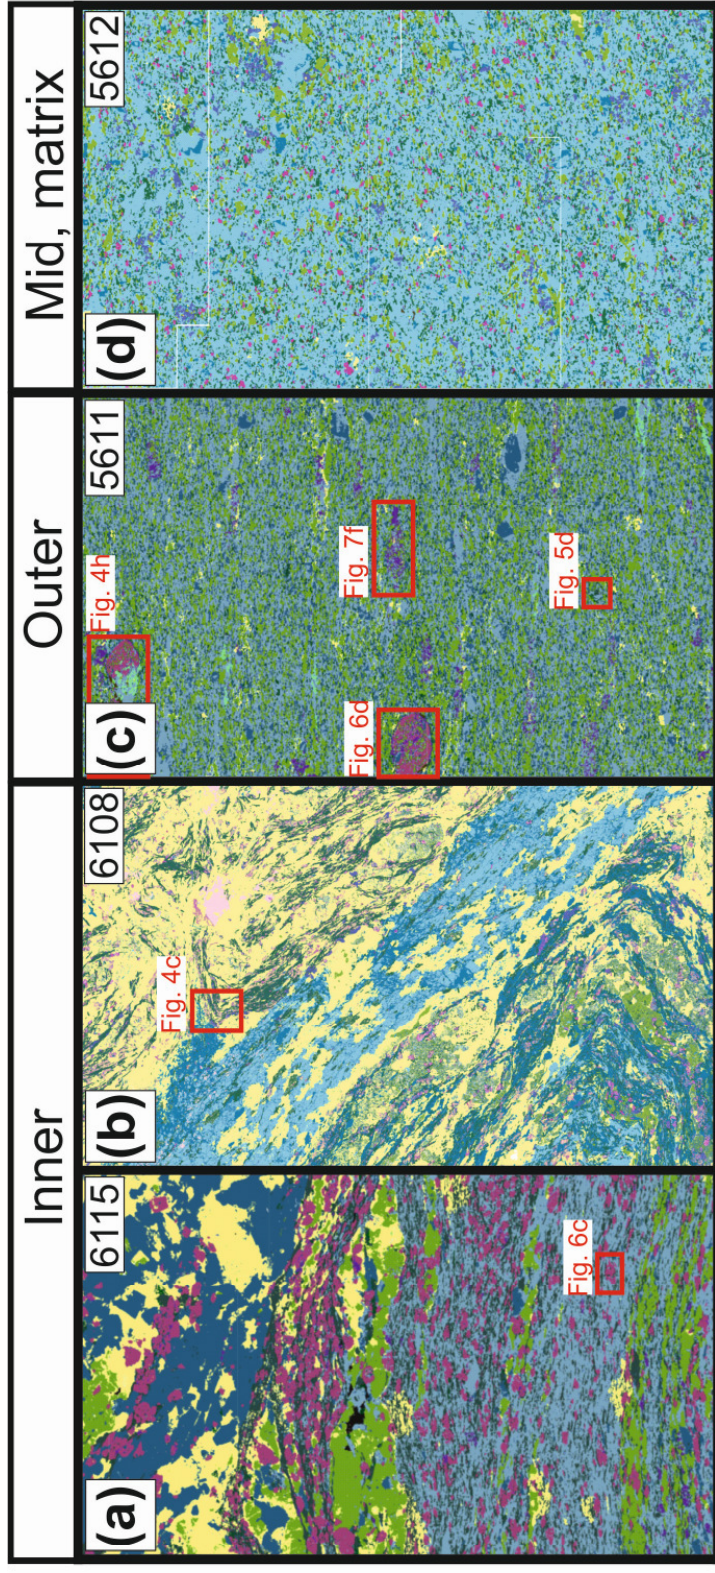 Inner
Outer
Mid, matrix
(a)
6115
Fig. 6c
(b)
6108
Fig. 4c
(c)
5611
Fig. 4h
Fig. 6d
Fig. 7f
Fig. 5d
(d)
5612